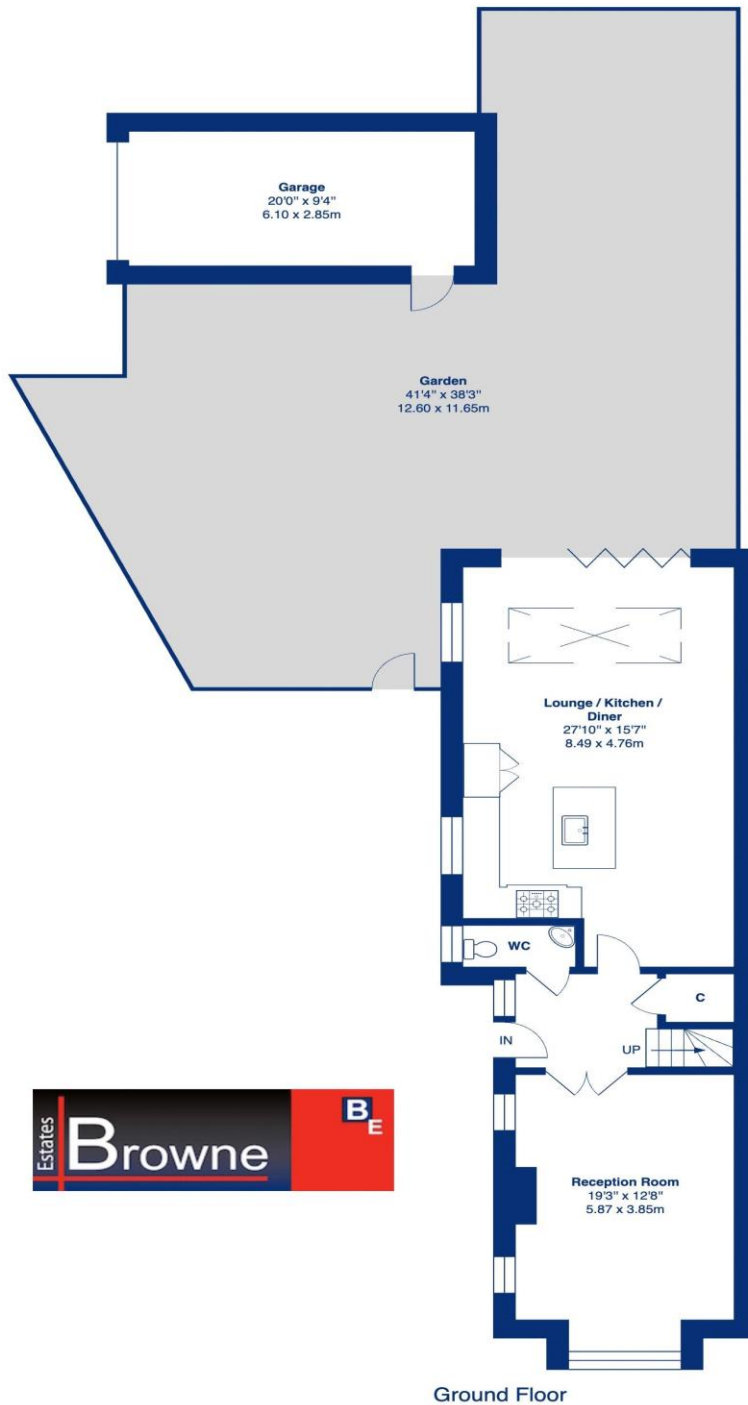 Garage
20'0" x 9'4"
6.10 x 2.85m
Garden
41'4" x 38'3"
12.60 x 11.65m
Lounge / Kitchen /
Diner
27'10" x 15'7"
8.49 x 4.76m
WC
C
IN
UP
Estates
Browne
B
E
Reception Room
19'3" x 12'8"
5.87 x 3.85m
Ground Floor